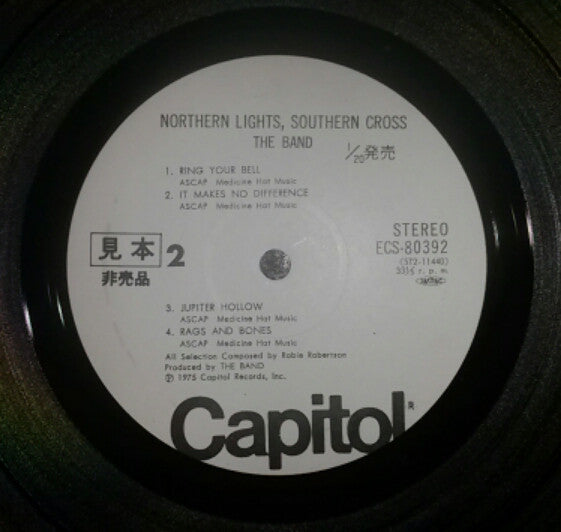 NORTHERN LIGHTS, SOUTHERN CROSS
THE BAND
1/20発売
1. RING YOUR BELL
ASCAP Medicine Hat Music
2. IT MAKES NO DIFFERENCE
ASCAP Medicine Hat Music
見本 2
非売品
STEREO
ECS-80392
(ST2-11440)
33⅓ r. p. m.
3. JUPITER HOLLOW
ASCAP Medicine Hat Music
4. RAGS AND BONES
ASCAP Medicine Hat Music
All Selection Composed by Robie Robertson
Produced by THE BAND
℗ 1975 Capitol Records, Inc.
Capitol®